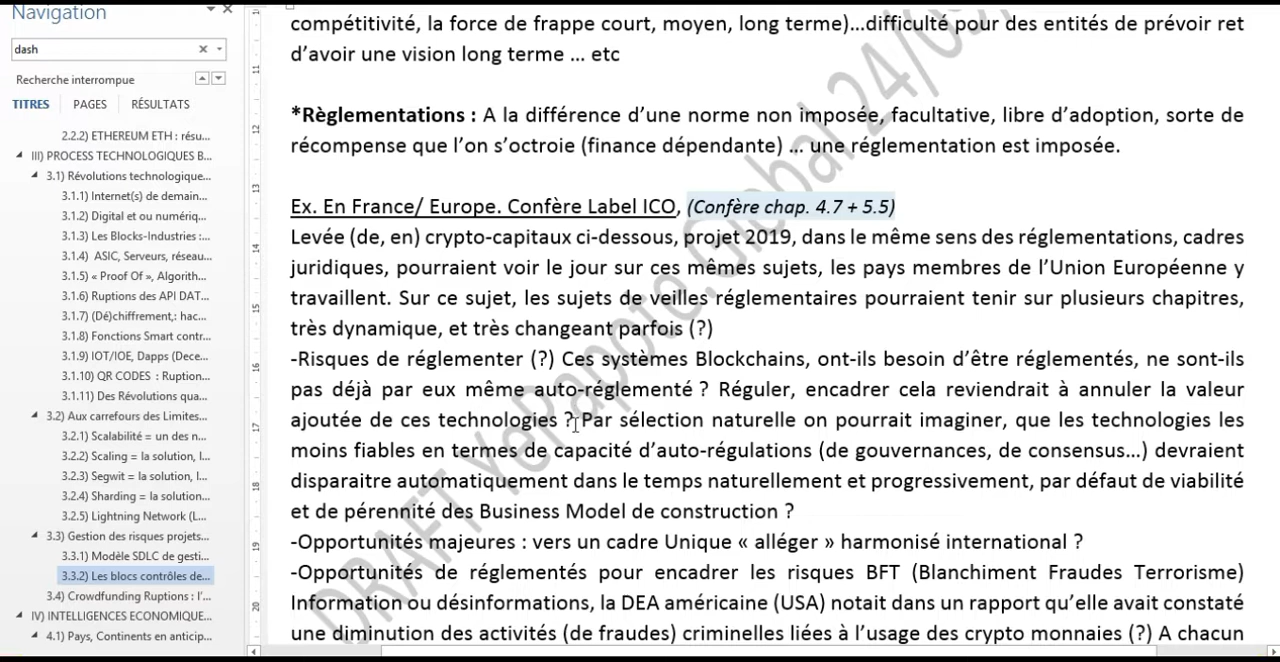 Navigation
dash
Recherche interrompue
TITRES PAGES RÉSULTATS
2.2.2) ETHEREUM ETH : résu...
III) PROCESS TECHNOLOGIQUES B...
3.1) Révolutions technologique...
3.1.1) Internet(s) de demain...
3.1.2) Digital et ou numériq...
3.1.3) Les Blocks-Industries :...
3.1.4) ASIC, Serveurs, réseau...
3.1.5) « Proof Of », Algorith...
3.1.6) Ruptions des API DAT...
3.1.7) (Dé)chiffrement,: hac...
3.1.8) Fonctions Smart contr...
3.1.9) IOT/IOE, Dapps (Dece...
3.1.10) QR CODES : Ruption...
3.1.11) Des Révolutions qua...
3.2) Aux carrefours des Limites...
3.2.1) Scalabilité = un des n...
3.2.2) Scaling = la solution, l...
3.2.3) Segwit = la solution, l...
3.2.4) Sharding = la solution...
3.2.5) Lightning Network (L...
3.3) Gestion des risques projets...
3.3.1) Modèle SDLC de gesti...
3.3.2) Les blocs contrôles de...
3.4) Crowdfunding Ruptions : l'...
IV) INTELLIGENCES ECONOMIQUE...
4.1) Pays, Continents en anticip...
11
12
13
14
15
16
17
18
19
20
compétitivité, la force de frappe court, moyen, long terme)...difficulté pour des entités de prévoir ret
d'avoir une vision long terme ... etc
*Règlementations : A la différence d'une norme non imposée, facultative, libre d'adoption, sorte de
récompense que l'on s'octroie (finance dépendante) ... une réglementation est imposée.
Ex. En France/ Europe. Confère Label ICO, (Confère chap. 4.7 + 5.5)
Levée (de, en) crypto-capitaux ci-dessous, projet 2019, dans le même sens des réglementations, cadres
juridiques, pourraient voir le jour sur ces mêmes sujets, les pays membres de l'Union Européenne y
travaillent. Sur ce sujet, les sujets de veilles réglementaires pourraient tenir sur plusieurs chapitres,
très dynamique, et très changeant parfois (?)
-Risques de réglementer (?) Ces systèmes Blockchains, ont-ils besoin d'être réglementés, ne sont-ils
pas déjà par eux même auto-réglementé ? Réguler, encadrer cela reviendrait à annuler la valeur
ajoutée de ces technologies ? Par sélection naturelle on pourrait imaginer, que les technologies les
moins fiables en termes de capacité d'auto-régulations (de gouvernances, de consensus...) devraient
disparaitre automatiquement dans le temps naturellement et progressivement, par défaut de viabilité
et de pérennité des Business Model de construction ?
-Opportunités majeures : vers un cadre Unique « alléger » harmonisé international ?
-Opportunités de réglementés pour encadrer les risques BFT (Blanchiment Fraudes Terrorisme)
Information ou désinformations, la DEA américaine (USA) notait dans un rapport qu'elle avait constaté
une diminution des activités (de fraudes) criminelles liées à l'usage des crypto monnaies (?) A chacun
DRAFT YePappre.Global 24/09/